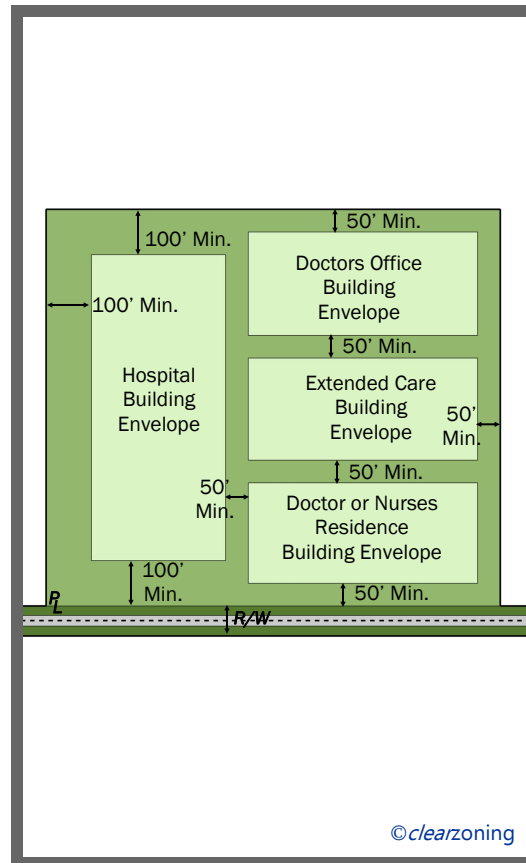 50’ Min.
100’ Min.
Doctors Office
Building
Envelope
100’ Min.
50’ Min.
Hospital
Building
Envelope
Extended Care
Building
Envelope
50’
Min.
50’ Min.
50’
Min.
Doctor or Nurses
Residence
Building Envelope
100’
Min.
50’ Min.
PL
R/W
©clearzoning